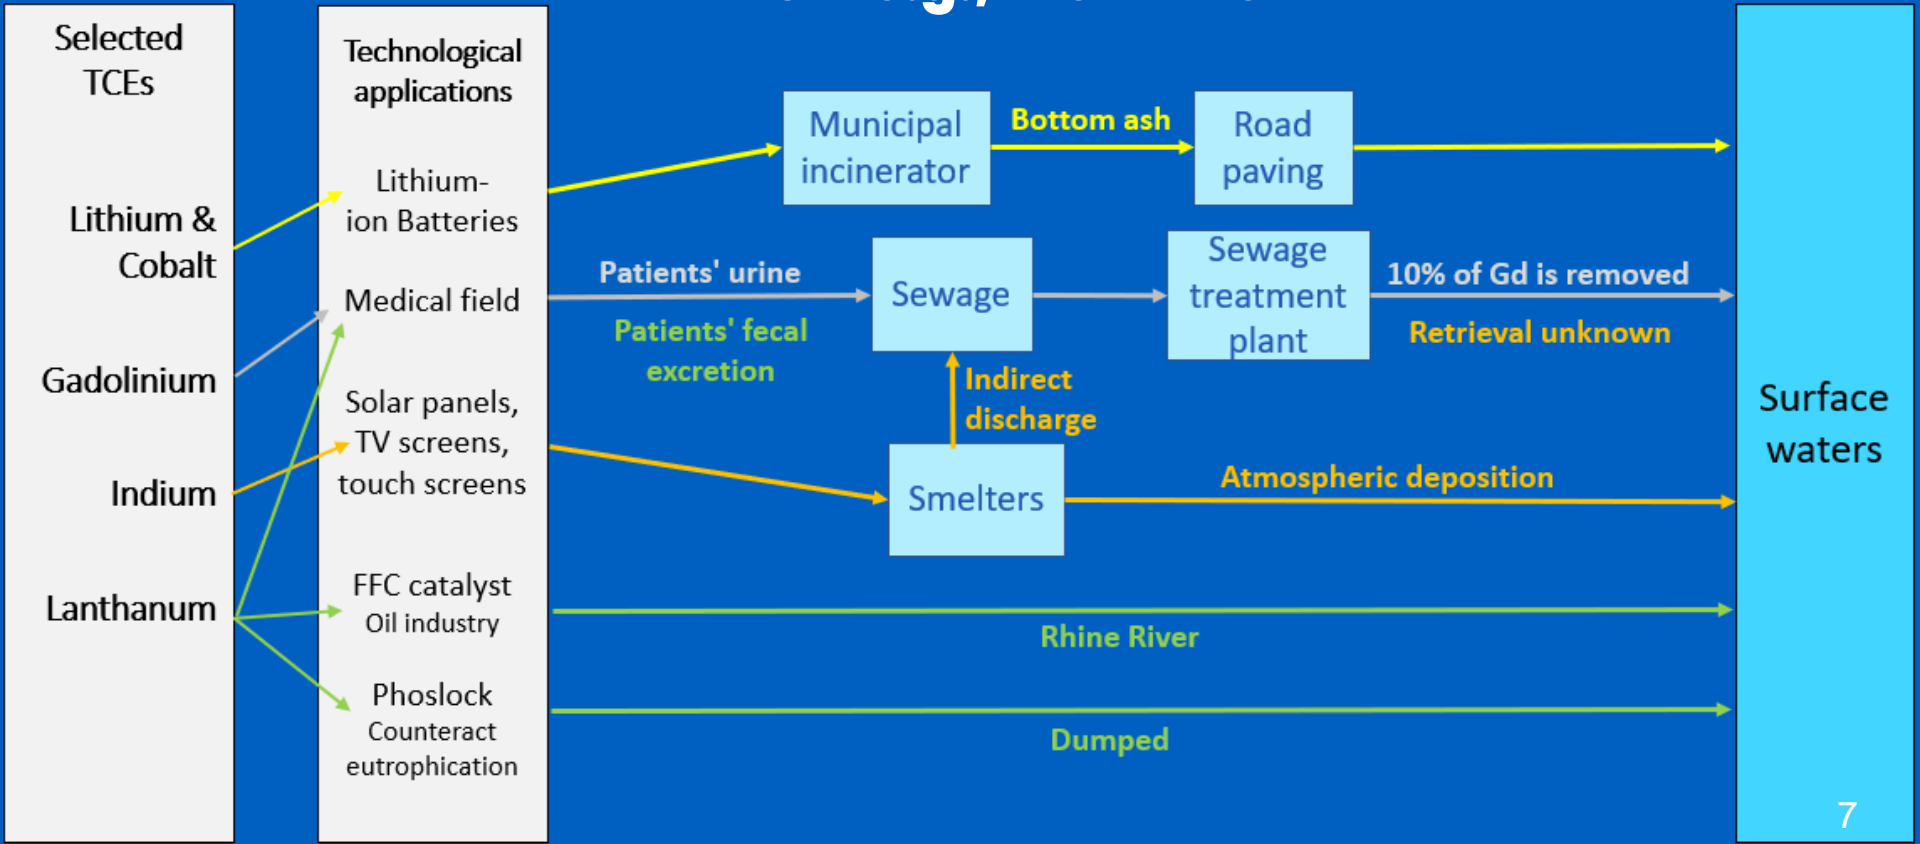 Selected
TCEs
Lithium &
Cobalt
Gadolinium
Indium
Lanthanum
Technological
applications
Lithium-
ion Batteries
Medical field
Solar panels,
TV screens,
touch screens
FFC catalyst
Oil industry
Phoslock
Counteract
eutrophication
Municipal
incinerator
Bottom ash
Road
paving
Patients' urine
Patients' fecal
excretion
Sewage
Sewage
treatment
plant
10% of Gd is removed
Retrieval unknown
Indirect
discharge
Smelters
Atmospheric deposition
Rhine River
Dumped
Surface
waters
7